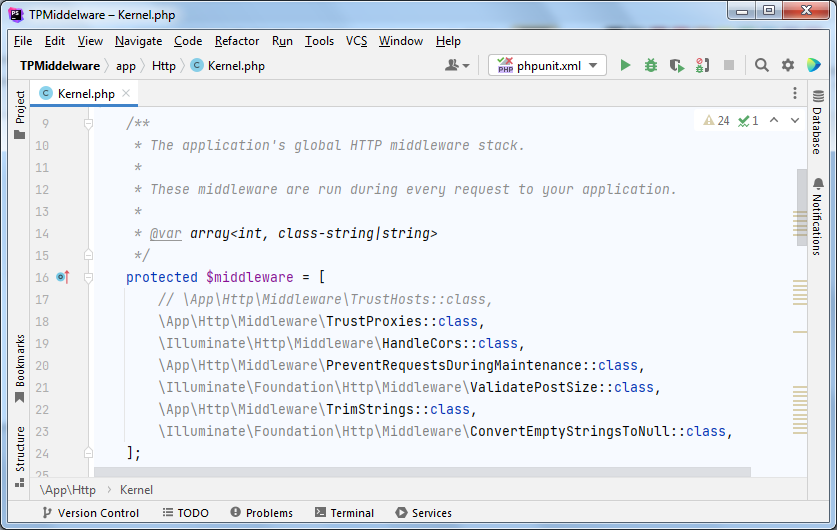 TPMiddelware – Kernel.php
File Edit View Navigate Code Refactor Run Tools VCS Window Help
TPMiddelware app Http Kernel.php phpunit.xml
Kernel.php
Project
Bookmarks
Structure
24 1
9 /**
10 * The application's global HTTP middleware stack.
11 *
12 * These middleware are run during every request to your application.
13 *
14 * @var array<int, class-string|string>
15 */
16 protected $middleware = [
17 // \App\Http\Middleware\TrustHosts::class,
18 \App\Http\Middleware\TrustProxies::class,
19 \Illuminate\Http\Middleware\HandleCors::class,
20 \App\Http\Middleware\PreventRequestsDuringMaintenance::class,
21 \Illuminate\Foundation\Http\Middleware\ValidatePostSize::class,
22 \App\Http\Middleware\TrimStrings::class,
23 \Illuminate\Foundation\Http\Middleware\ConvertEmptyStringsToNull::class,
24 ];
25
Database
Notifications
\App\Http Kernel
Version Control TODO Problems Terminal Services